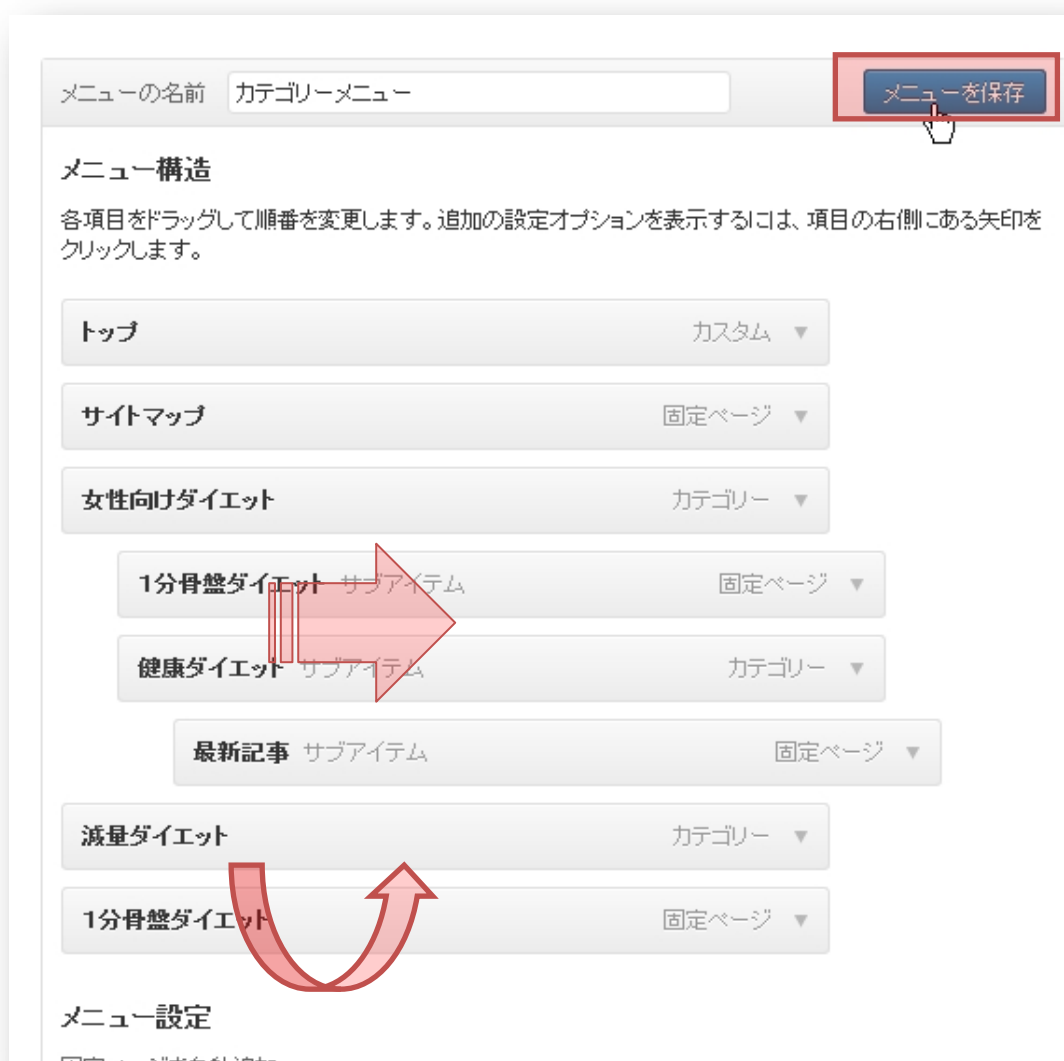 メニューの名前 カテゴリーメニュー メニューを保存
メニュー構造
各項目をドラッグして順番を変更します。追加の設定オプションを表示するには、項目の右側にある矢印を
クリックします。
トップ カスタム ▼
サイトマップ 固定ページ ▼
女性向けダイエット カテゴリー ▼
1分骨盤ダイエット サブアイテム 固定ページ ▼
健康ダイエット サブアイテム カテゴリー ▼
最新記事 サブアイテム 固定ページ ▼
減量ダイエット カテゴリー ▼
1分骨盤ダイエット 固定ページ ▼
メニュー設定